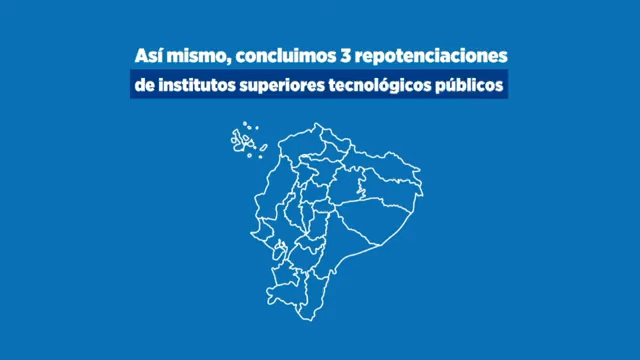 Así mismo, concluimos 3 repotenciaciones
de institutos superiores tecnológicos públicos